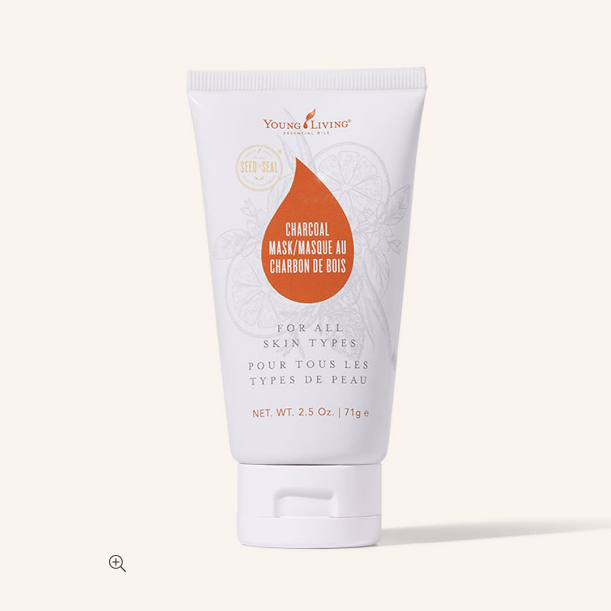 YOUNG LIVING®
ESSENTIAL OILS
SEED TO SEAL
CHARCOAL
MASK/MASQUE AU
CHARBON DE BOIS
FOR ALL
SKIN TYPES
POUR TOUS LES
TYPES DE PEAU
NET. WT. 2.5 Oz. | 71g e